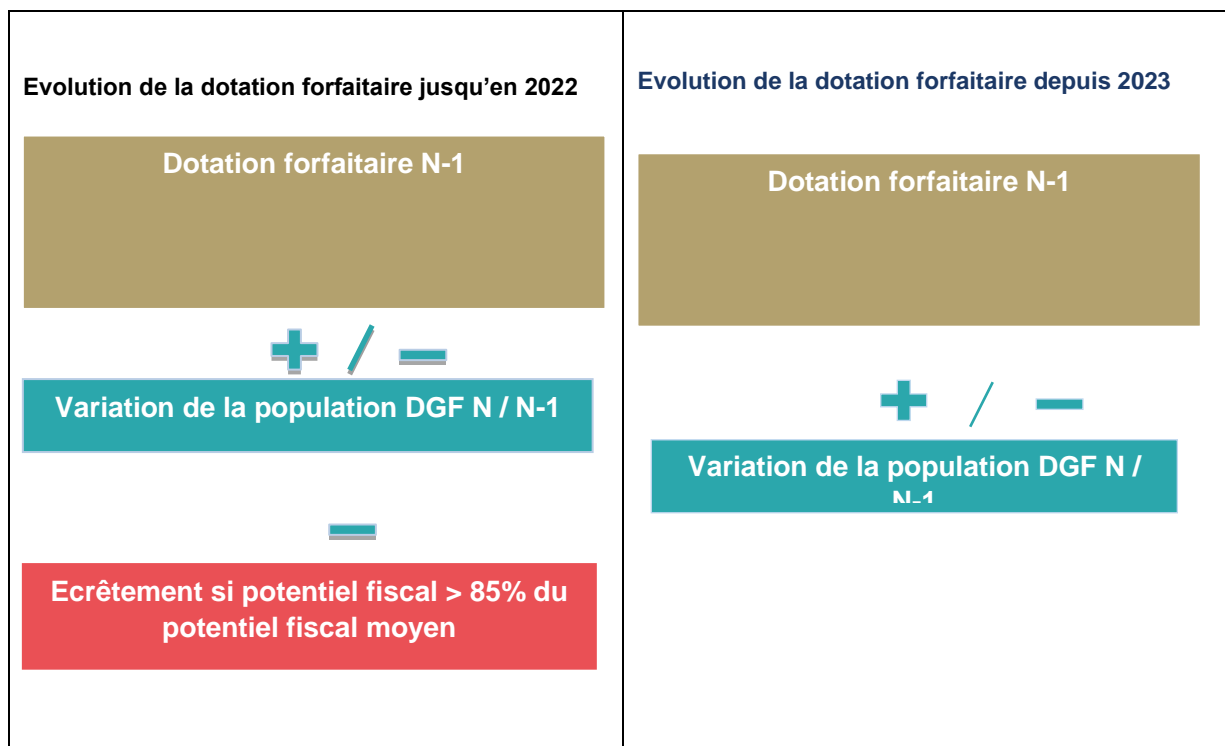 Evolution de la dotation forfaitaire jusqu'en 2022
Dotation forfaitaire N-1
+ / −
Variation de la population DGF N / N-1
−
Ecrêtement si potentiel fiscal > 85% du
potentiel fiscal moyen
Evolution de la dotation forfaitaire depuis 2023
Dotation forfaitaire N-1
+ / −
Variation de la population DGF N /
N-1